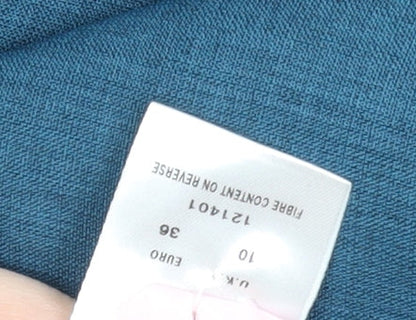 U.K. EURO
10 36
121401
FIBRE CONTENT ON REVERSE